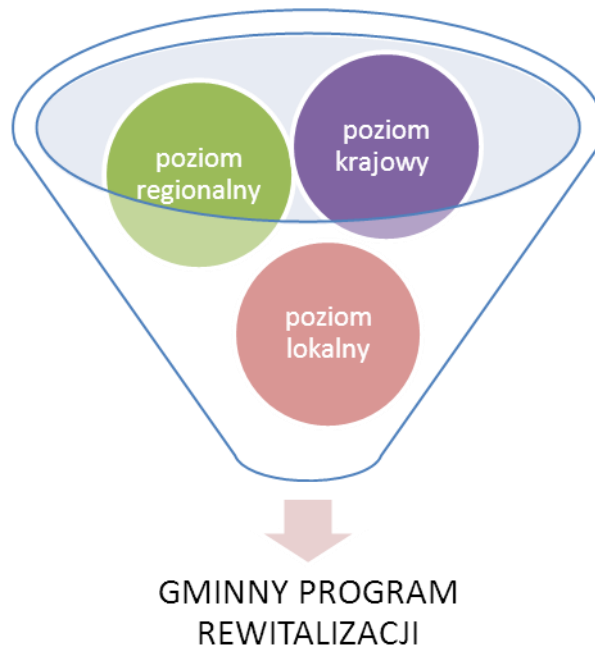 poziom
regionalny
poziom
krajowy
poziom
lokalny
GMINNY PROGRAM
REWITALIZACJI